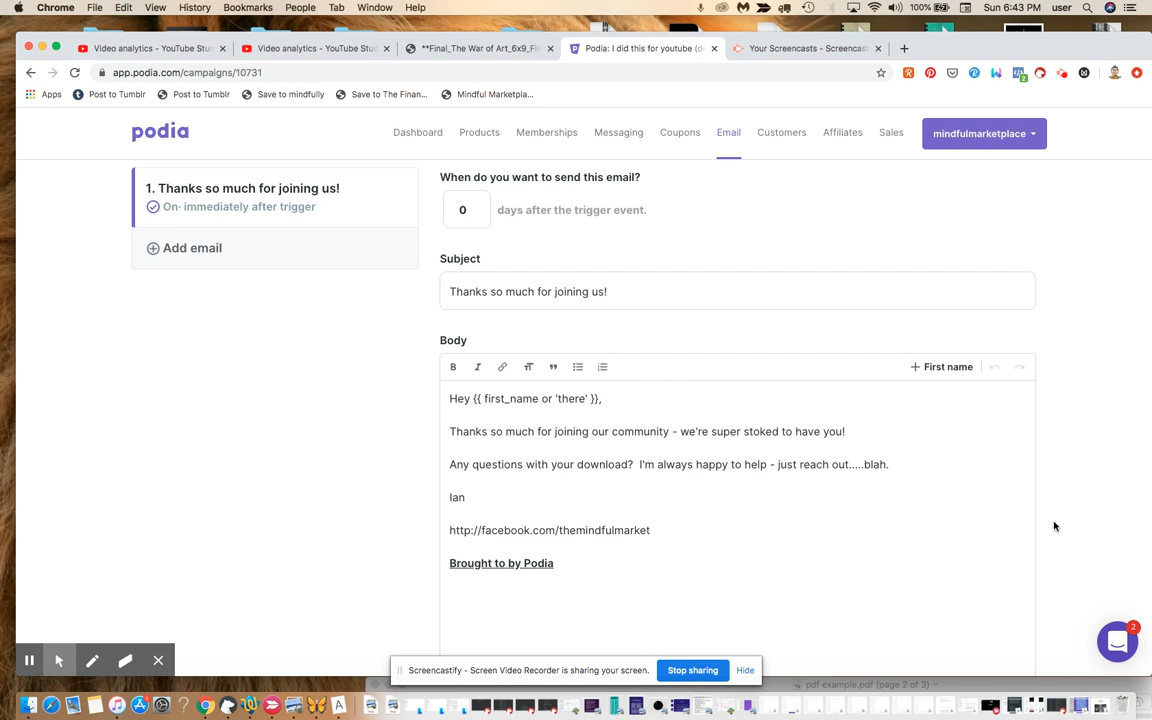 Chrome File Edit View History Bookmarks People Tab Window Help 100% Sun 6:43 PM user
Video analytics - YouTube Stud
Video analytics - YouTube Stud
**Final_The War of Art_6x9_Fin
Podia: I did this for youtube (d
Your Screencasts - Screencas
app.podia.com/campaigns/10731
Apps Post to Tumblr Post to Tumblr Save to mindfully Save to The Finan... Mindful Marketpla...
podia Dashboard Products Memberships Messaging Coupons Email Customers Affiliates Sales mindfulmarketplace
1. Thanks so much for joining us!
On· immediately after trigger
Add email
When do you want to send this email?
0 days after the trigger event.
Subject
Thanks so much for joining us!
Body
B I First name
Hey {{ first_name or 'there' }},
Thanks so much for joining our community - we're super stoked to have you!
Any questions with your download? I'm always happy to help - just reach out.....blah.
Ian
http://facebook.com/themindfulmarket
Brought to by Podia
2
Screencastify - Screen Video Recorder is sharing your screen. Stop sharing Hide
pdf example.pdf (page 2 of 3)